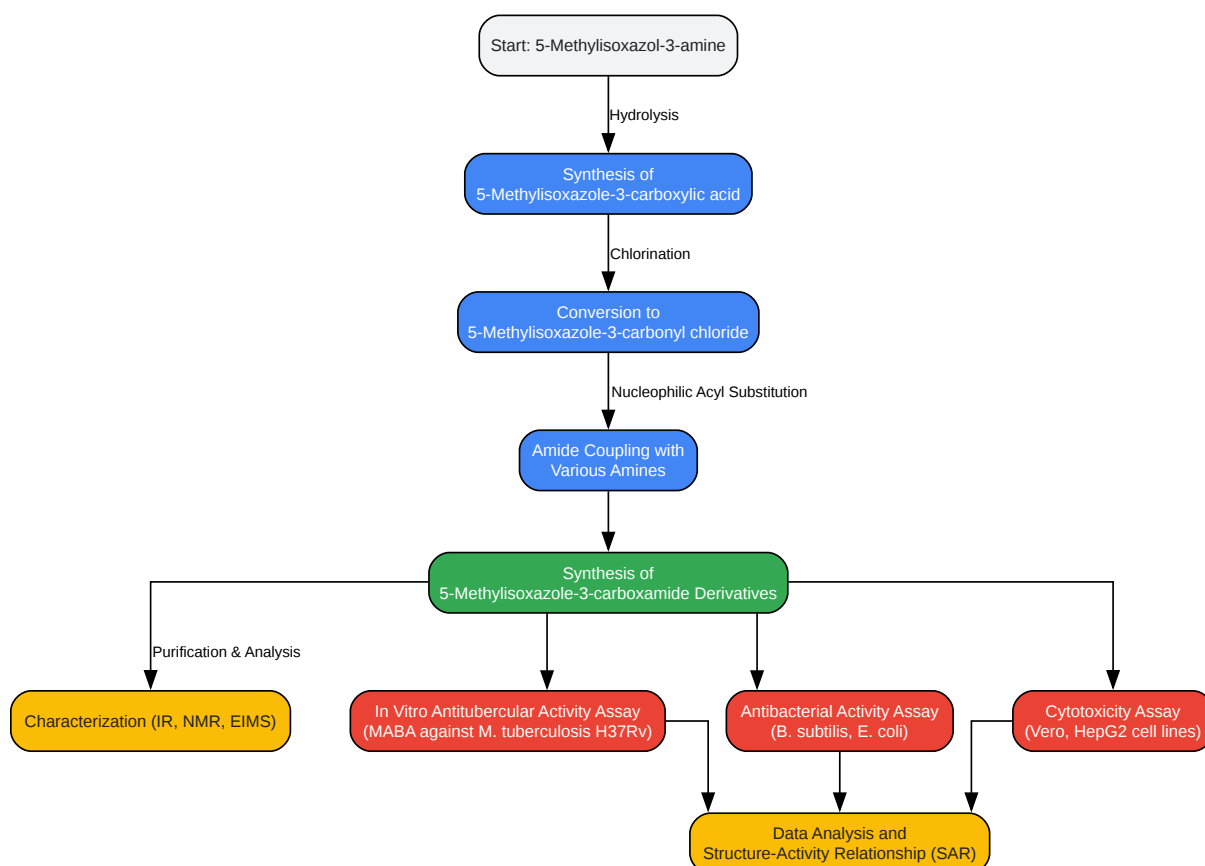 Start: 5-Methylisoxazol-3-amine
Hydrolysis
Synthesis of
5-Methylisoxazole-3-carboxylic acid
Chlorination
Conversion to
5-Methylisoxazole-3-carbonyl chloride
Nucleophilic Acyl Substitution
Amide Coupling with
Various Amines
Synthesis of
5-Methylisoxazole-3-carboxamide Derivatives
Purification & Analysis
Characterization (IR, NMR, EIMS)
In Vitro Antitubercular Activity Assay
(MABA against M. tuberculosis H37Rv)
Antibacterial Activity Assay
(B. subtilis, E. coli)
Cytotoxicity Assay
(Vero, HepG2 cell lines)
Data Analysis and
Structure-Activity Relationship (SAR)